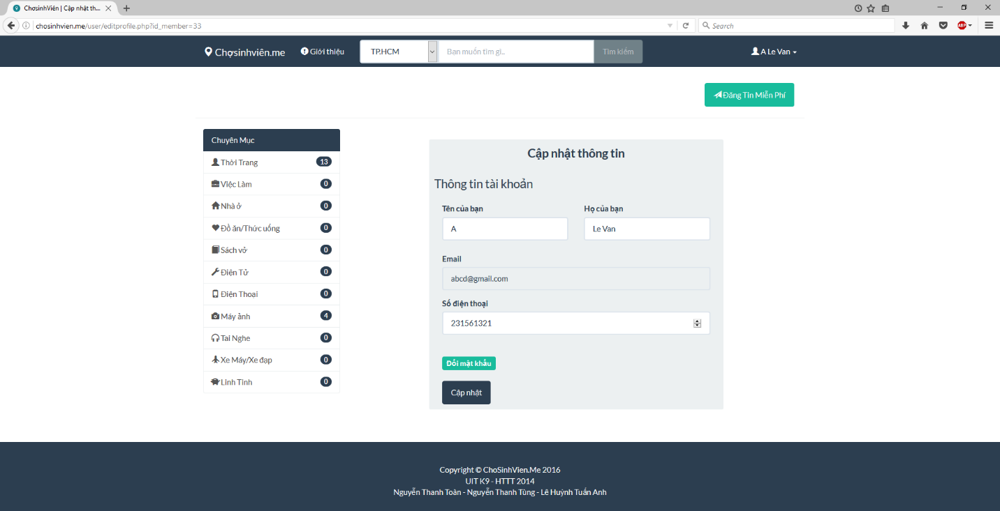 ChợsinhViên | Cập nhật th...
chosinhvien.me/user/editprofile.php?id_member=33
Search
ABP
Chợsinhviên.me
Giới thiệu
TP.HCM
Bạn muốn tìm gì..
Tìm kiếm
A Le Van
Đăng Tin Miễn Phí
Chuyên Mục
Thời Trang 13
Việc Làm 0
Nhà ở 0
Đồ ăn/Thức uống 0
Sách vở 0
Điện Tử 0
Điện Thoại 0
Máy ảnh 4
Tai Nghe 0
Xe Máy/Xe đạp 0
Linh Tinh 0
Cập nhật thông tin
Thông tin tài khoản
Tên của bạn
Họ của bạn
A
Le Van
Email
abcd@gmail.com
Số điện thoại
231561321
Đổi mật khẩu
Cập nhật
Copyright © ChoSinhVien.Me 2016
UIT K9 - HTTT 2014
Nguyễn Thanh Toàn - Nguyễn Thanh Tùng - Lê Huỳnh Tuấn Anh